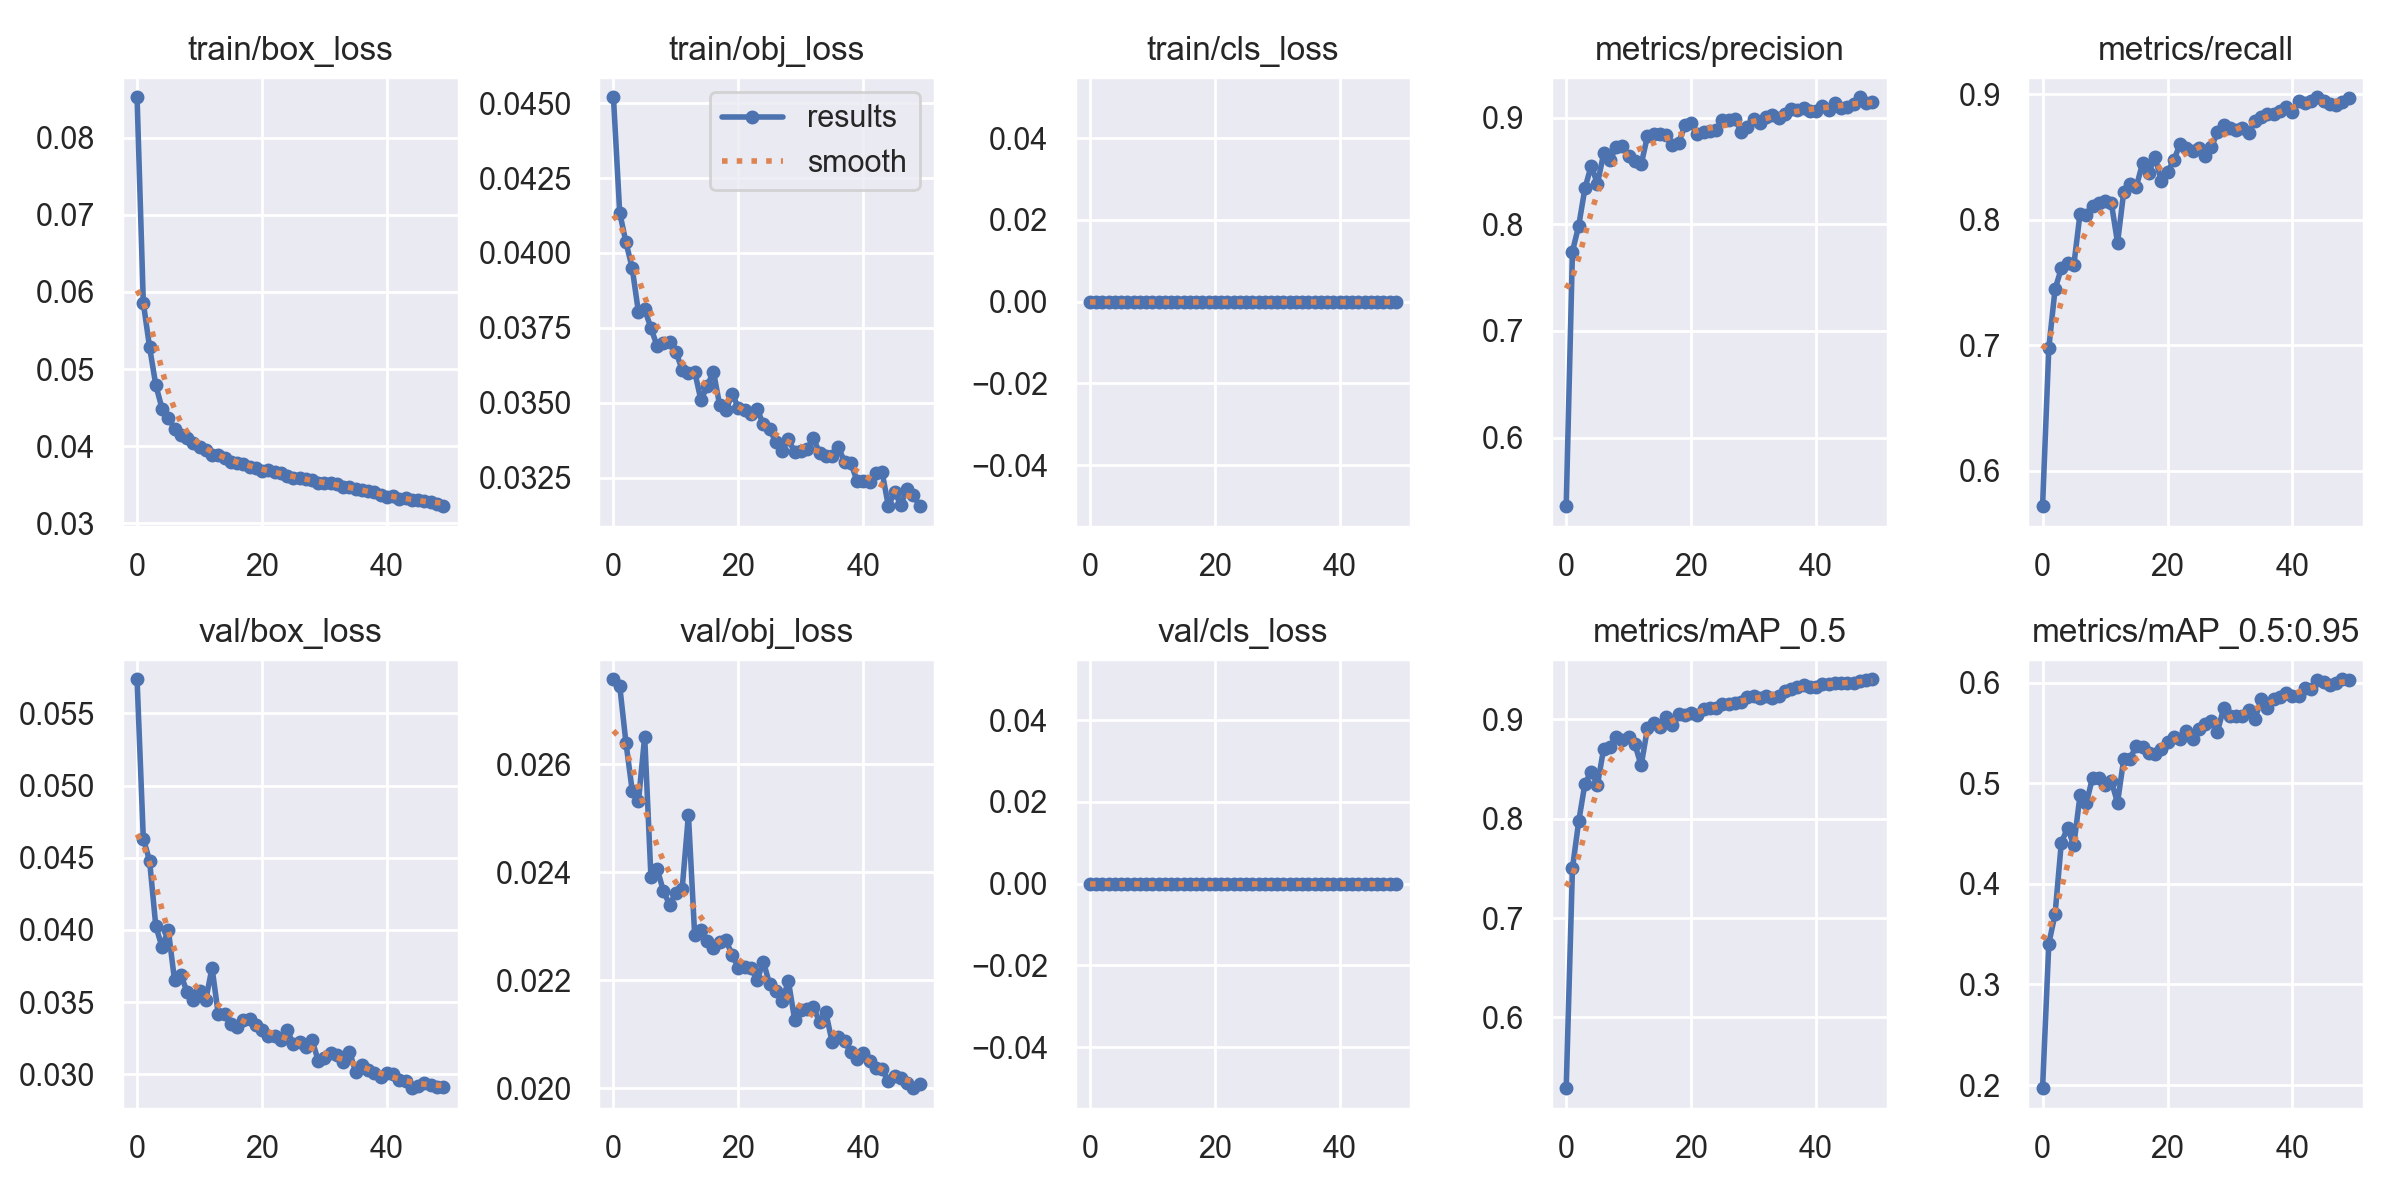 train/box_loss
0.08
0.07
0.06
0.05
0.04
0.03
0 20 40
train/obj_loss
results
smooth
0.0450
0.0425
0.0400
0.0375
0.0350
0.0325
0 20 40
train/cls_loss
0.04
0.02
0.00
−0.02
−0.04
0 20 40
metrics/precision
0.9
0.8
0.7
0.6
0 20 40
metrics/recall
0.9
0.8
0.7
0.6
0 20 40
val/box_loss
0.055
0.050
0.045
0.040
0.035
0.030
0 20 40
val/obj_loss
0.026
0.024
0.022
0.020
0 20 40
val/cls_loss
0.04
0.02
0.00
−0.02
−0.04
0 20 40
metrics/mAP_0.5
0.9
0.8
0.7
0.6
0 20 40
metrics/mAP_0.5:0.95
0.6
0.5
0.4
0.3
0.2
0 20 40